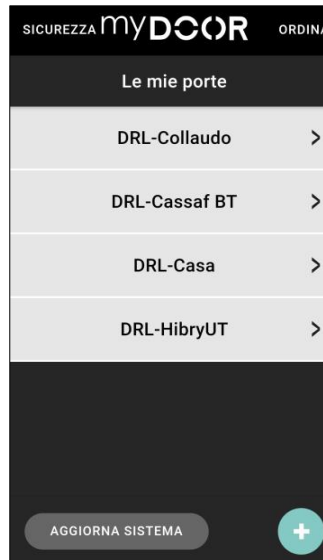 SICUREZZA myDOOR ORDINA
Le mie porte
DRL-Collaudo
DRL-Cassaf BT
DRL-Casa
DRL-HibryUT
AGGIORNA SISTEMA